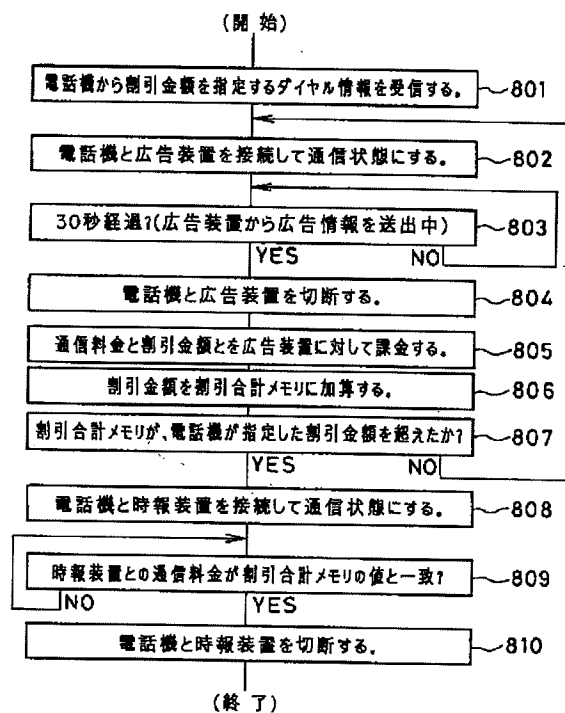 (開 始)
電話機から割引金額を指定するダイヤル情報を受信する。 801
電話機と広告装置を接続して通信状態にする。 802
30秒経過?(広告装置から広告情報を送出中) 803
YES NO
電話機と広告装置を切断する。 804
通信料金と割引金額とを広告装置に対して課金する。 805
割引金額を割引合計メモリに加算する。 806
割引合計メモリが、電話機が指定した割引金額を超えたか? 807
YES NO
電話機と時報装置を接続して通信状態にする。 808
時報装置との通信料金が割引合計メモリの値と一致? 809
NO YES
電話機と時報装置を切断する。 810
(終 了)